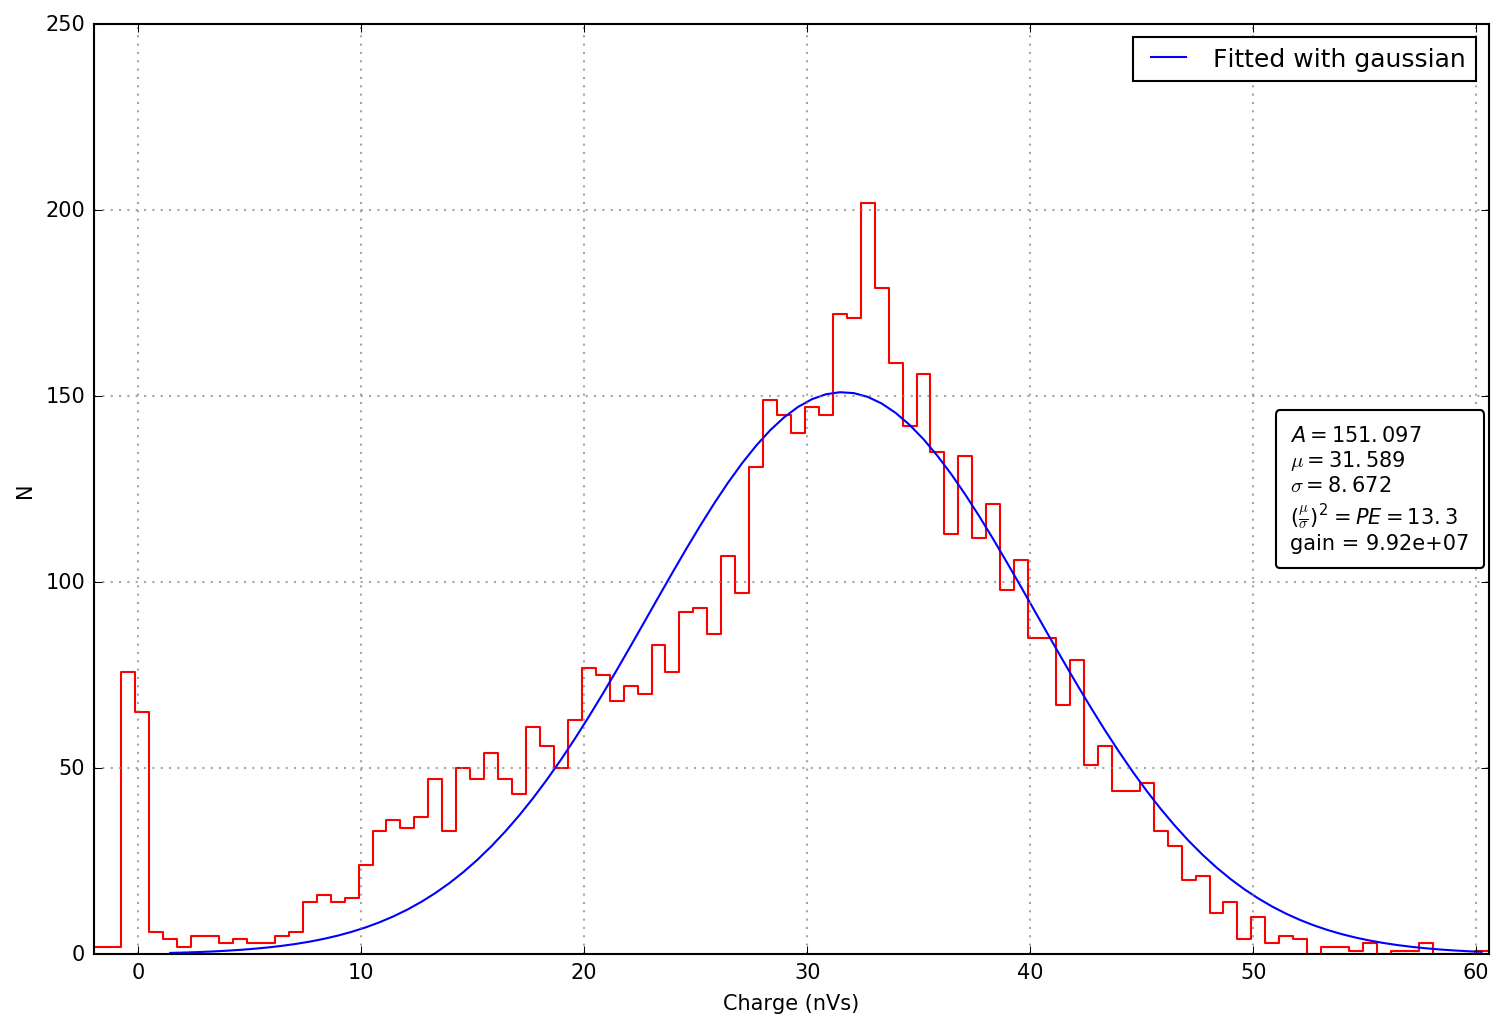 250
200
150
100
50
0
N
0 10 20 30 40 50 60
Charge (nVs)
Fitted with gaussian
A = 151.097
μ = 31.589
σ = 8.672
(μ/σ)² = PE = 13.3
gain = 9.92e+07